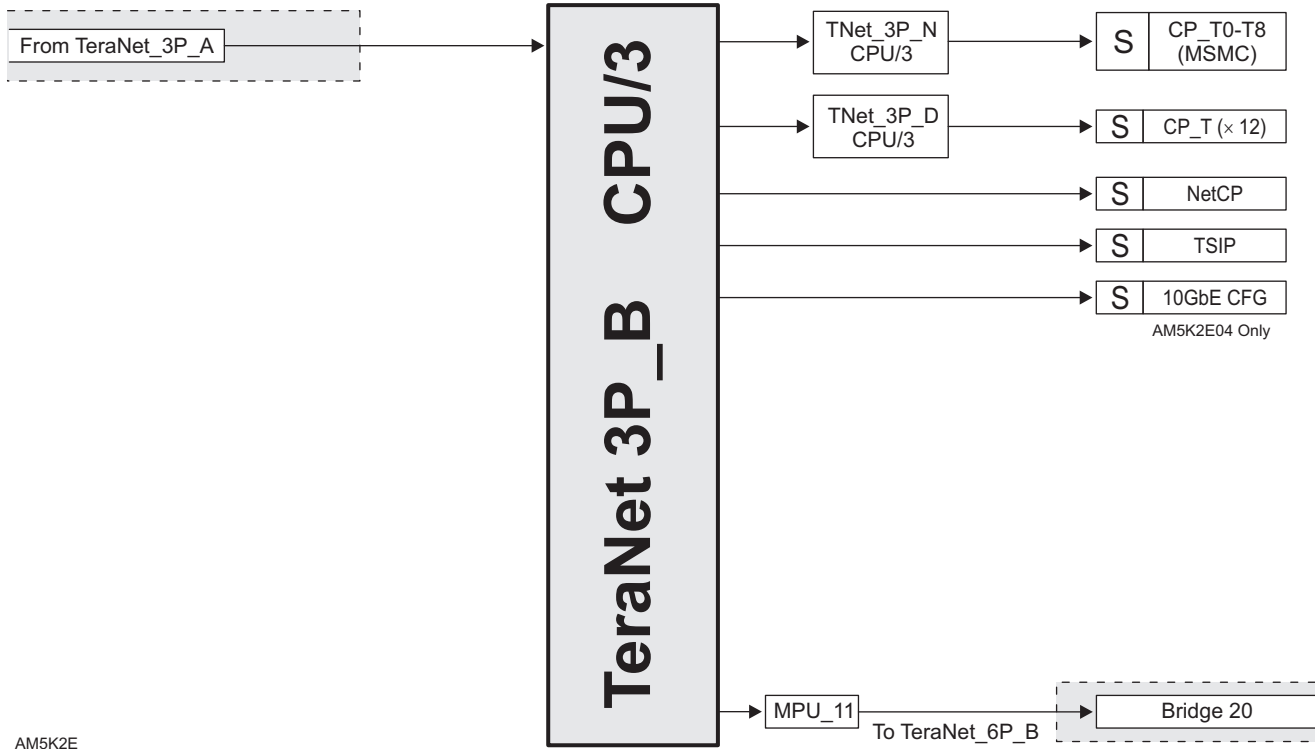 From TeraNet_3P_A
TeraNet 3P_B CPU/3
TNet_3P_N
CPU/3
S
CP_T0-T8
(MSMC)
TNet_3P_D
CPU/3
S
CP_T (× 12)
S
NetCP
S
TSIP
S
10GbE CFG
AM5K2E04 Only
MPU_11
To TeraNet_6P_B
Bridge 20
AM5K2E